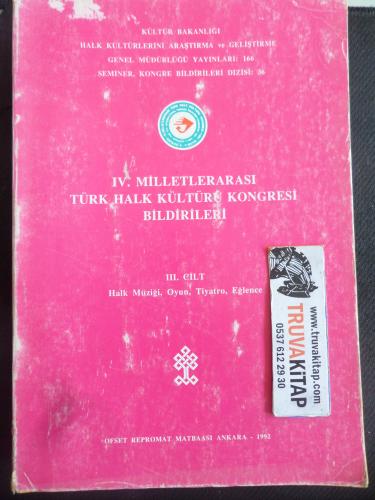 KÜLTÜR BAKANLIĞI
HALK KÜLTÜRLERİNİ ARAŞTIRMA ve GELİŞTİRME
GENEL MÜDÜRLÜĞÜ YAYINLARI: 166
SEMİNER, KONGRE BİLDİRİLERİ DİZİSİ: 36
IV. MİLLETLERARASI
TÜRK HALK KÜLTÜRÜ KONGRESİ
BİLDİRİLERİ
III. CİLT
Halk Müziği, Oyun, Tiyatro, Eğlence
OFSET REPROMAT MATBAASI ANKARA - 1992
www.truvakitap.com
TRUVAKİTAP
0537 612 29 30